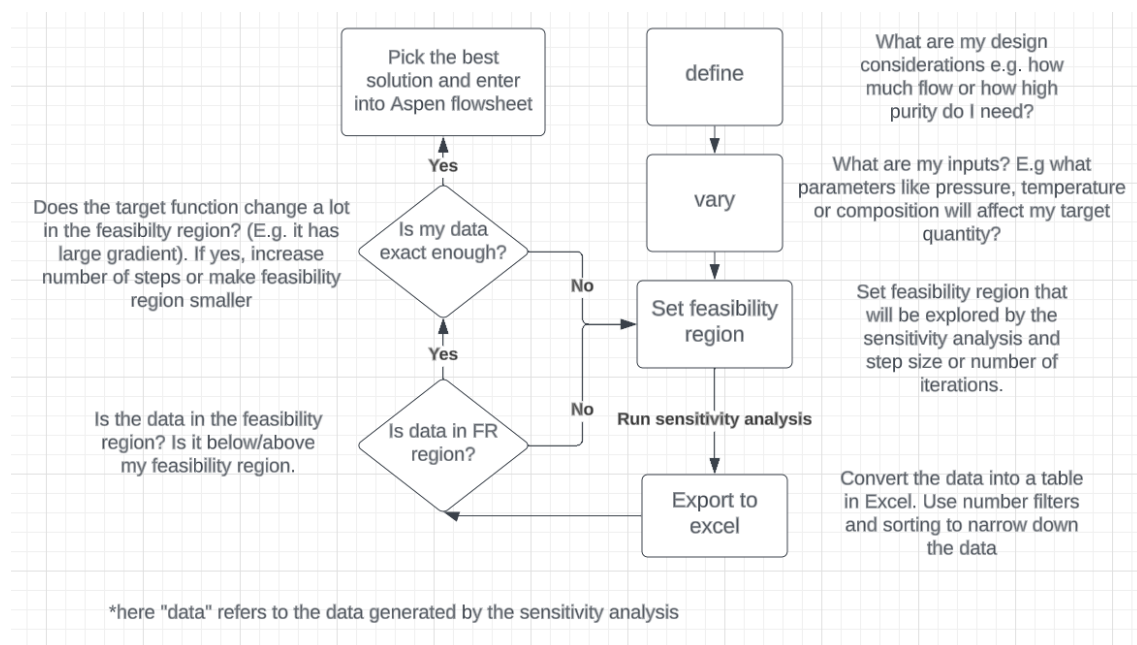 Pick the best
solution and enter
into Aspen flowsheet
define
What are my design
considerations e.g. how
much flow or how high
purity do I need?
Yes
vary
What are my inputs? E.g what
parameters like pressure, temperature
or composition will affect my target
quantity?
Does the target function change a lot
in the feasibilty region? (E.g. it has
large gradient). If yes, increase
number of steps or make feasibility
region smaller
Is my data
exact enough?
No
Set feasibility
region
Set feasibility region that
will be explored by the
sensitivity analysis and
step size or number of
iterations.
Yes
Is the data in the feasibility
region? Is it below/above
my feasibility region.
Is data in FR
region?
No
Run sensitivity analysis
Export to
excel
Convert the data into a table
in Excel. Use number filters
and sorting to narrow down
the data
*here "data" refers to the data generated by the sensitivity analysis